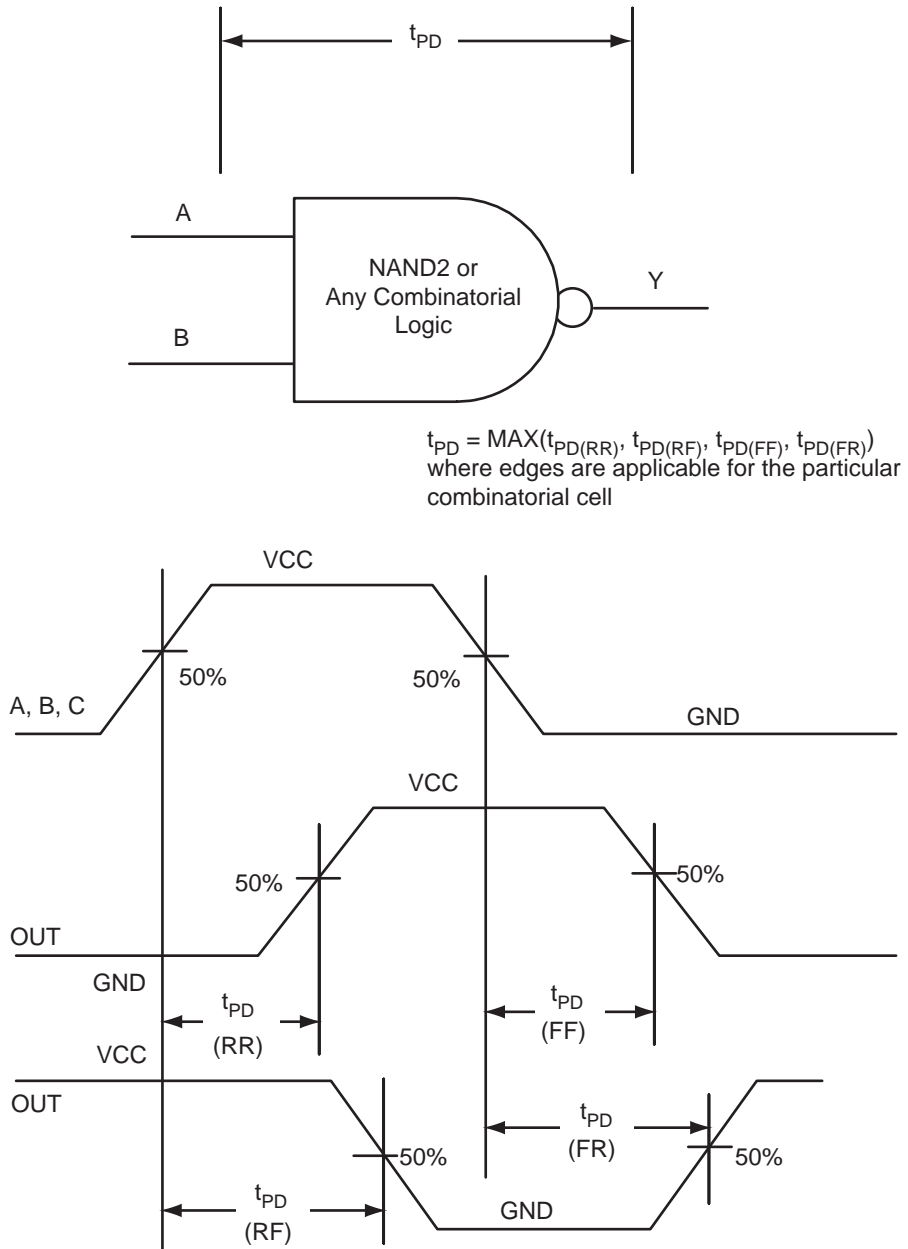 tPD
A
NAND2 or
Any Combinatorial
Logic
Y
B
tPD = MAX(tPD(RR), tPD(RF), tPD(FF), tPD(FR))
where edges are applicable for the particular
combinatorial cell
VCC
50%
50%
A, B, C
GND
VCC
50%
50%
OUT
GND
tPD
(RR)
tPD
(FF)
VCC
OUT
tPD
(FR)
50%
50%
tPD
(RF)
GND